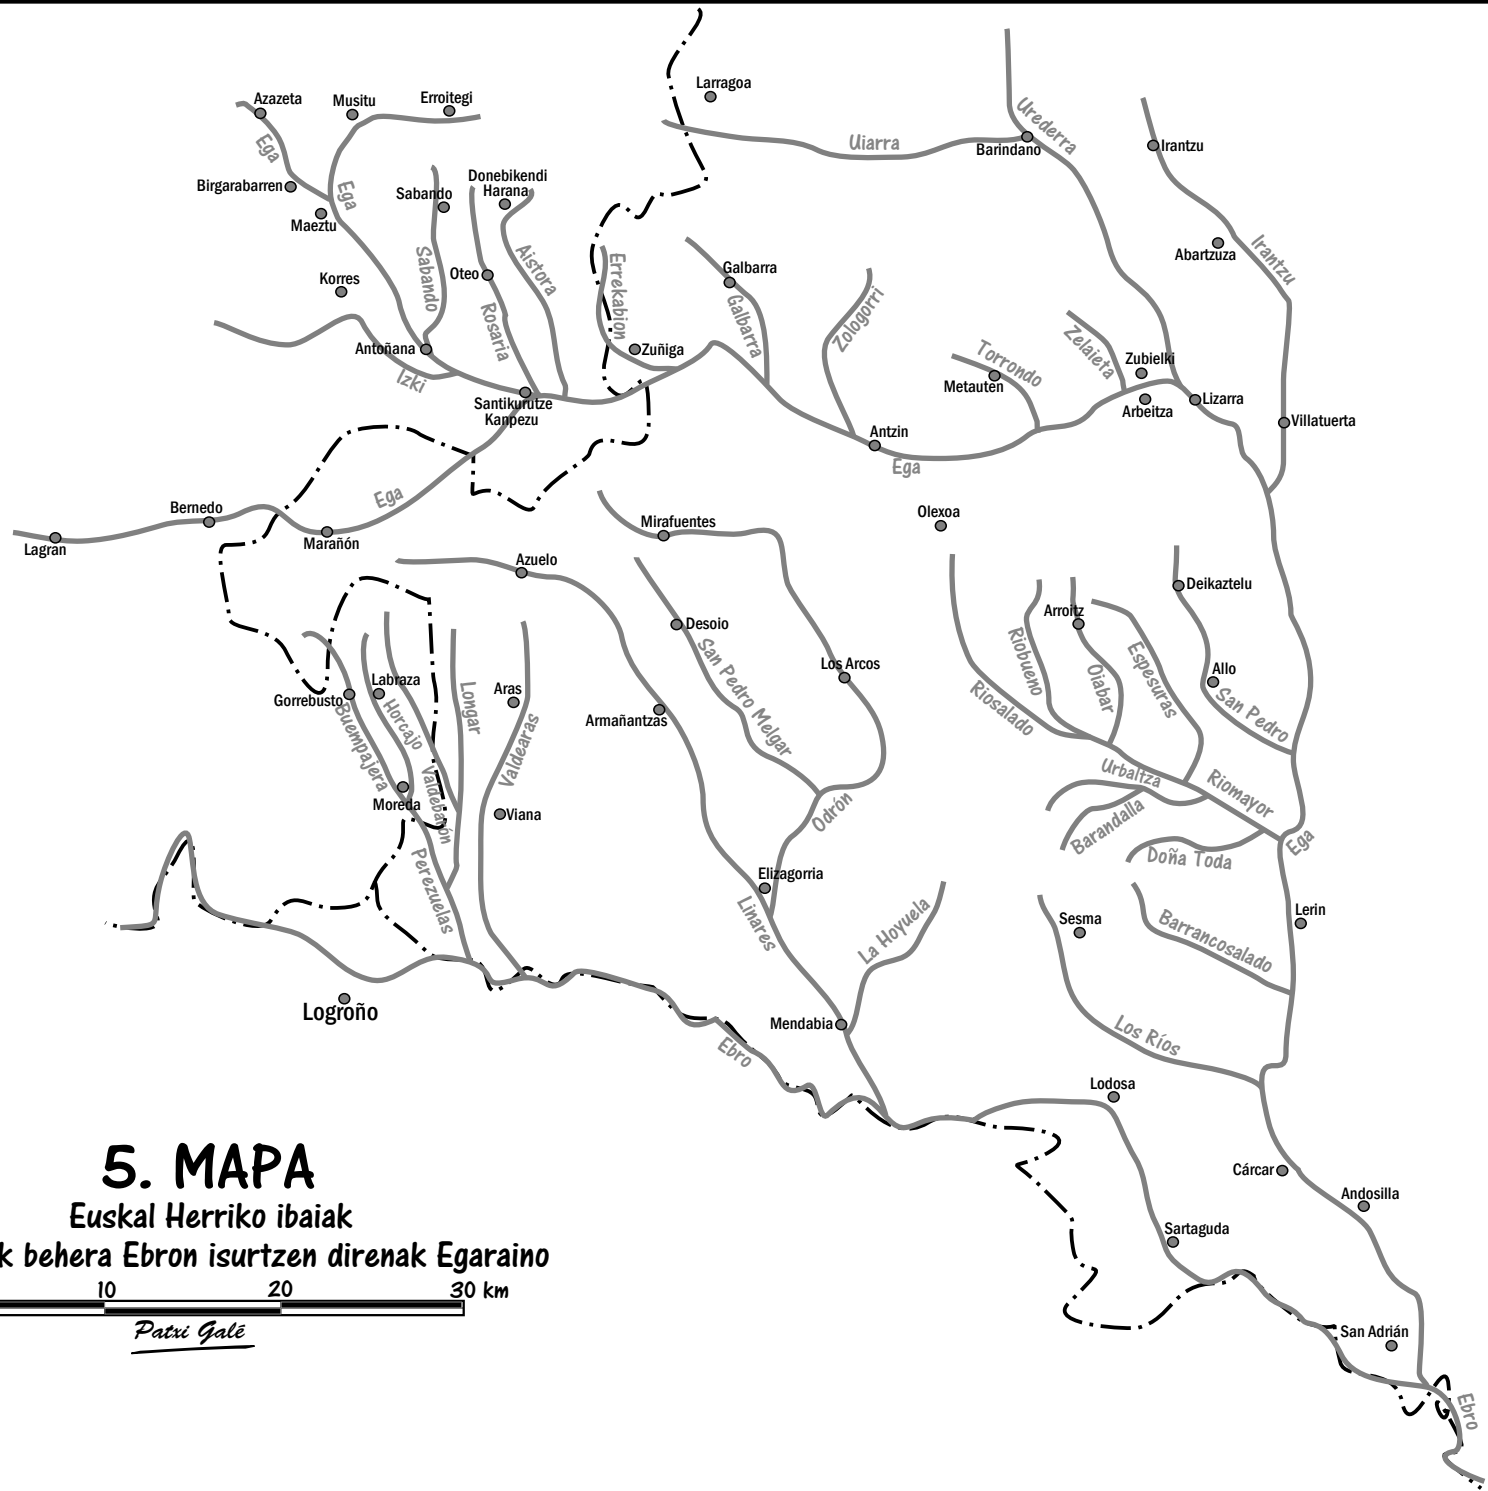 Larragoa
Azazeta
Musitu
Erroitegi
Ega
Urederra
Uiarra
Barindano
Irantzu
Birgarabarren
Ega
Maeztu
Sabando
Donebikendi
Harana
Korres
Sabando
Oteo
Rosaria
Aistora
Errekabion
Galbarra
Galbarra
Zologorri
Abartzuza
Irantzu
Antoñana
Izki
Zuñiga
Torrondo
Metauten
Zelaieta
Zubielki
Arbeitza
Lizarra
Villatuerta
Santikurutze
Kanpezu
Antzin
Ega
Ega
Bernedo
Lagran
Marañón
Mirafuentes
Olexoa
Azuelo
Desoio
San Pedro Melgar
Los Arcos
Arroitz
Deikaztelu
Riobueno
Oiabar
Espesuras
Allo
San Pedro
Riosalado
Gorrebusto
Labraza
Buempajera
Horcajo
Valdebarón
Longar
Aras
Valdearas
Armañantzas
Moreda
Viana
Perezuelas
Odrón
Urbaltza
Riomayor
Barandalla
Doña Toda
Ega
Elizagorria
Linares
La Hoyuela
Sesma
Barrancosalado
Lerin
Logroño
Mendabia
Ebro
Los Ríos
Lodosa
Cárcar
Andosilla
Sartaguda
San Adrián
Ebro
5. MAPA
Euskal Herriko ibaiak
k behera Ebron isurtzen direnak Egaraino
10 20 30 km
Patxi Galé